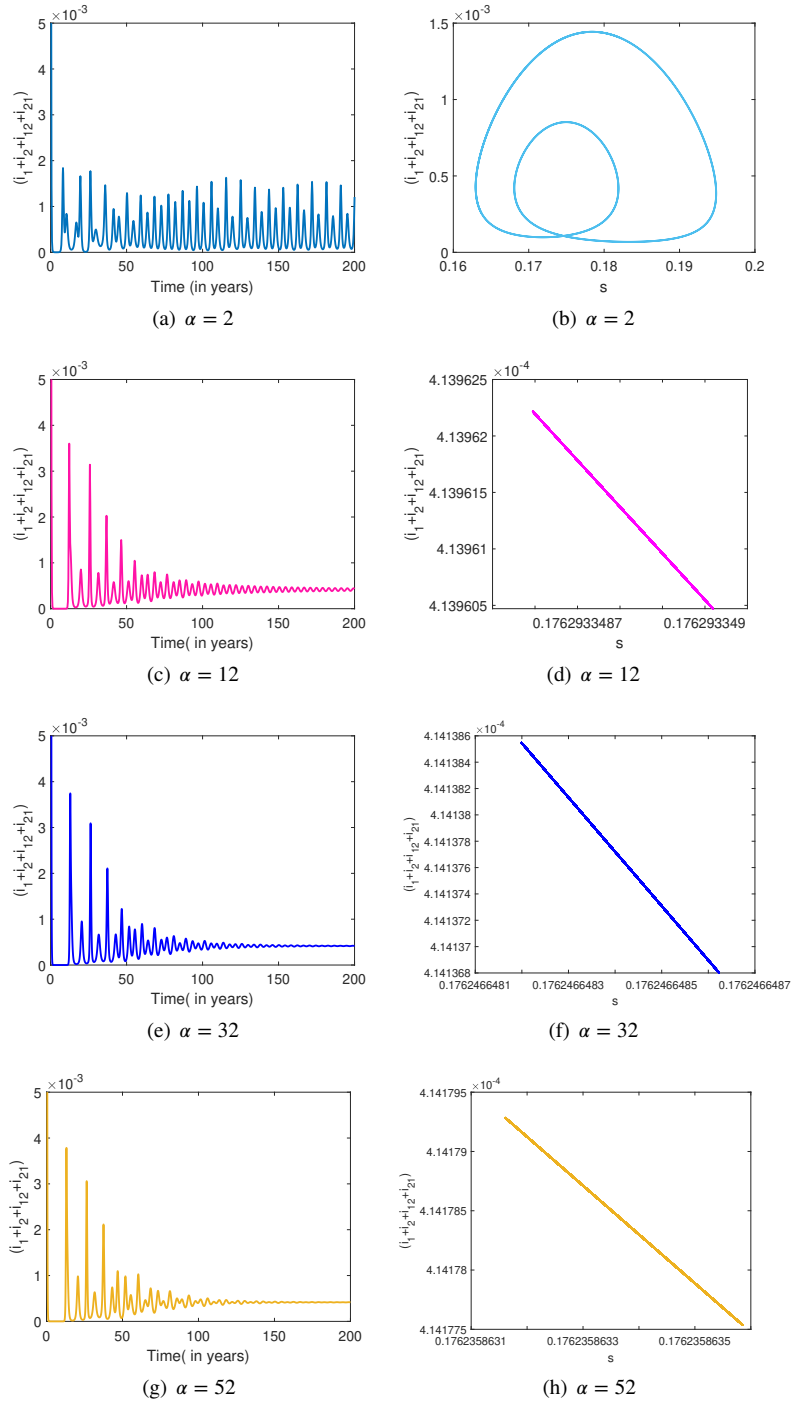 ×10⁻³
5
4
3
2
1
0
(i₁+i₂+i₁₂+i₂₁)
0 50 100 150 200
Time (in years)
(a) α = 2
×10⁻³
1.5
1
0.5
0
(i₁+i₂+i₁₂+i₂₁)
0.16 0.17 0.18 0.19 0.2
s
(b) α = 2
×10⁻³
5
4
3
2
1
0
(i₁+i₂+i₁₂+i₂₁)
0 50 100 150 200
Time( in years)
(c) α = 12
×10⁻⁴
4.139625
4.13962
4.139615
4.13961
4.139605
(i₁+i₂+i₁₂+i₂₁)
0.1762933487 0.176293349
s
(d) α = 12
×10⁻³
5
4
3
2
1
0
(i₁+i₂+i₁₂+i₂₁)
0 50 100 150 200
Time( in years)
(e) α = 32
×10⁻⁴
4.141386
4.141384
4.141382
4.14138
4.141378
4.141376
4.141374
4.141372
4.14137
4.141368
(i₁+i₂+i₁₂+i₂₁)
0.1762466481 0.1762466483 0.1762466485 0.1762466487
s
(f) α = 32
×10⁻³
5
4
3
2
1
0
(i₁+i₂+i₁₂+i₂₁)
0 50 100 150 200
Time( in years)
(g) α = 52
×10⁻⁴
4.141795
4.14179
4.141785
4.14178
4.141775
(i₁+i₂+i₁₂+i₂₁)
0.1762358631 0.1762358633 0.1762358635
s
(h) α = 52